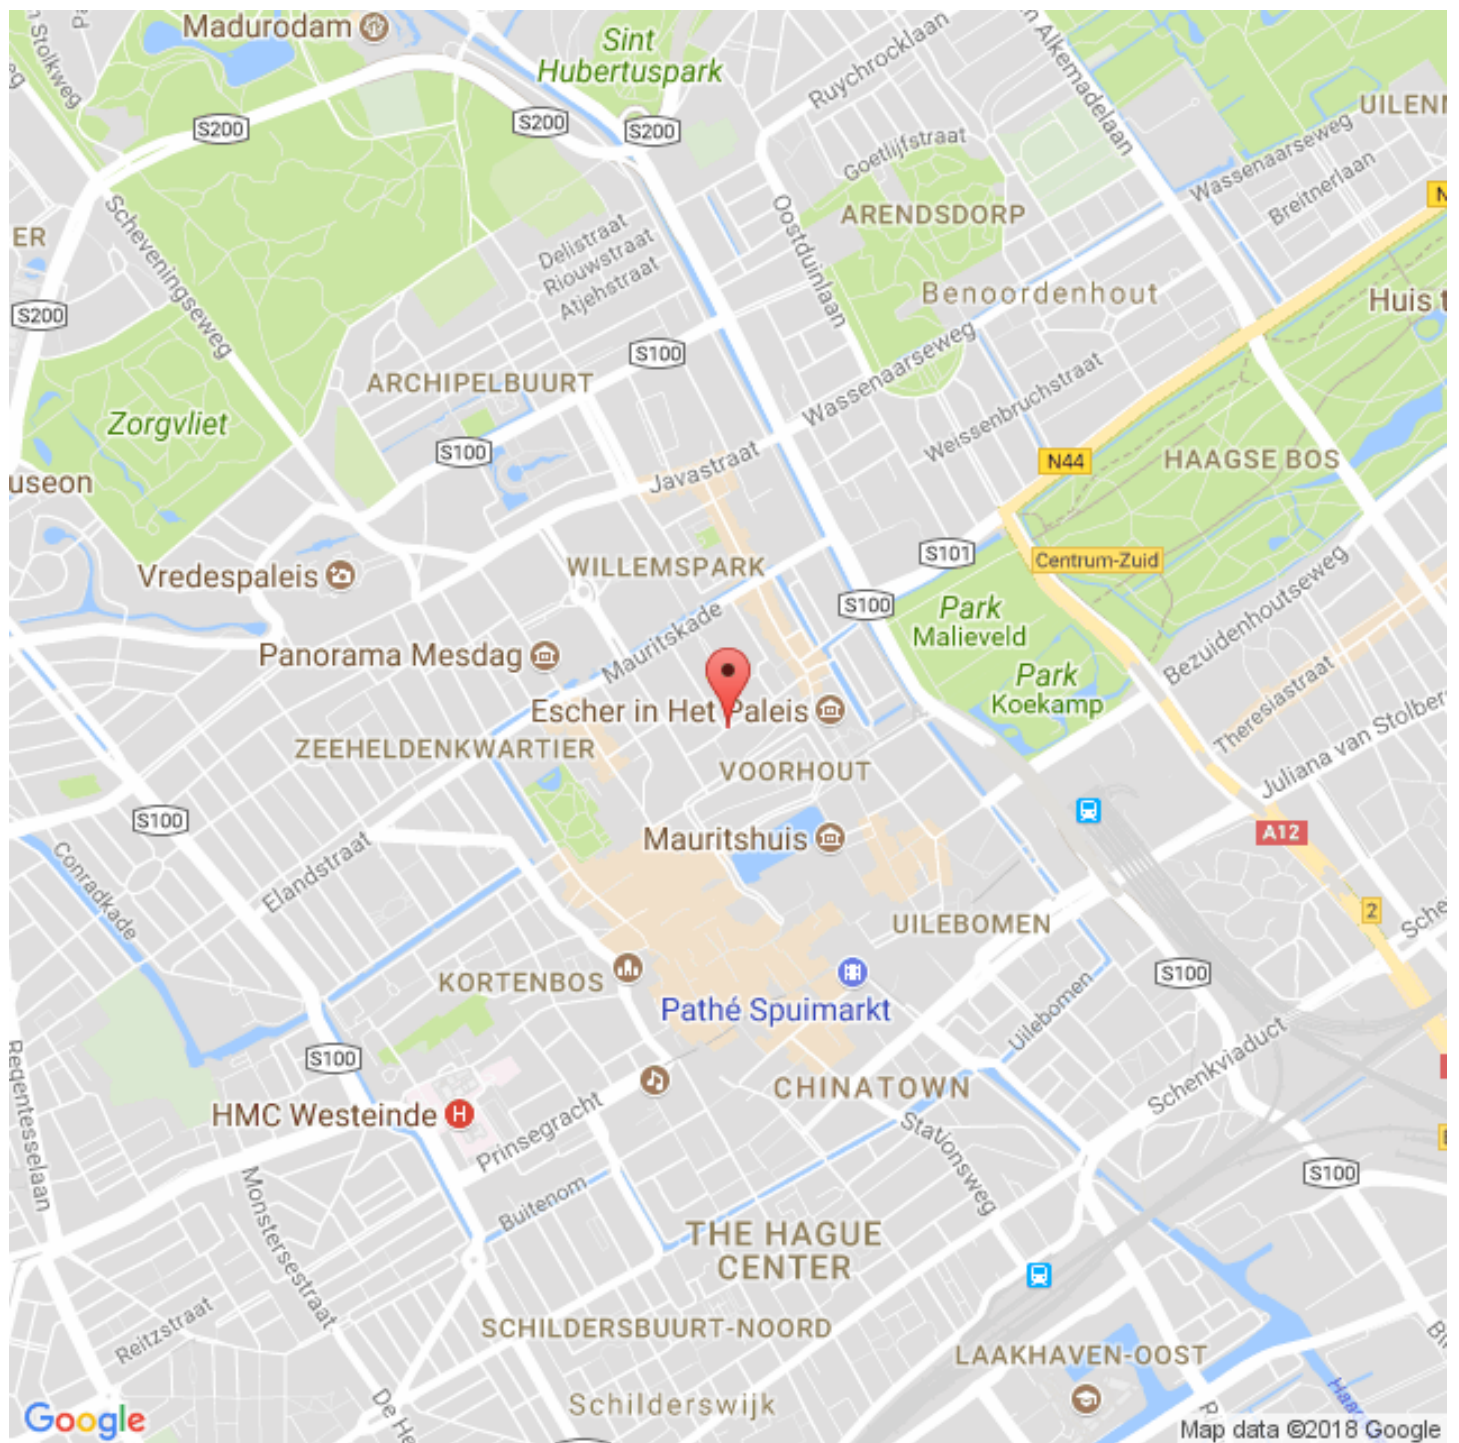 Madurodam
Sint
Hubertuspark
Ruychrocklaan
n Alkemadelaan
n Stolkweg
S200
S200
S200
UILENN
Goetlijfstraat
Wassenaarseweg
Breitnerlaan
N
ER
Scheveningseweg
Delistraat
Riouwstraat
Atjehstraat
Oostduinlaan
ARENDSDORP
Benoordenhout
Huis t
S200
S100
ARCHIPELBUURT
Wassenaarseweg
Weissenbruchstraat
Zorgvliet
S100
N44
HAAGSE BOS
useon
Javastraat
S101
Centrum-Zuid
Vredespaleis
WILLEMSPARK
S100
Park
Malieveld
Bezuidenhoutseweg
Panorama Mesdag
Mauritskade
Park
Koekamp
Theresiastraat
Escher in Het Paleis
Juliana van Stolber
ZEEHELDENKWARTIER
VOORHOUT
S100
Mauritshuis
A12
Conradkade
Elandstraat
UILEBOMEN
2
Sche
KORTENBOS
S100
Pathé Spuimarkt
Uilebomen
S100
Regentesselaan
CHINATOWN
Schenkviaduct
HMC Westeinde
H
Prinsegracht
Stationsweg
S100
Monstersestraat
Buitenom
THE HAGUE
CENTER
Reitzstraat
SCHILDERSBUURT-NOORD
LAAKHAVEN-OOST
De He
Schilderswijk
Haa
Google
Map data ©2018 Google